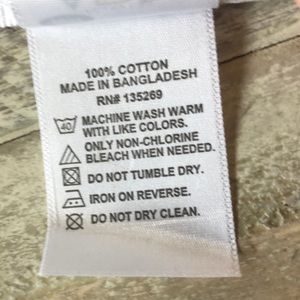 100% COTTON
MADE IN BANGLADESH
RN# 135269
40 MACHINE WASH WARM
WITH LIKE COLORS.
ONLY NON-CHLORINE
BLEACH WHEN NEEDED.
DO NOT TUMBLE DRY.
IRON ON REVERSE.
DO NOT DRY CLEAN.